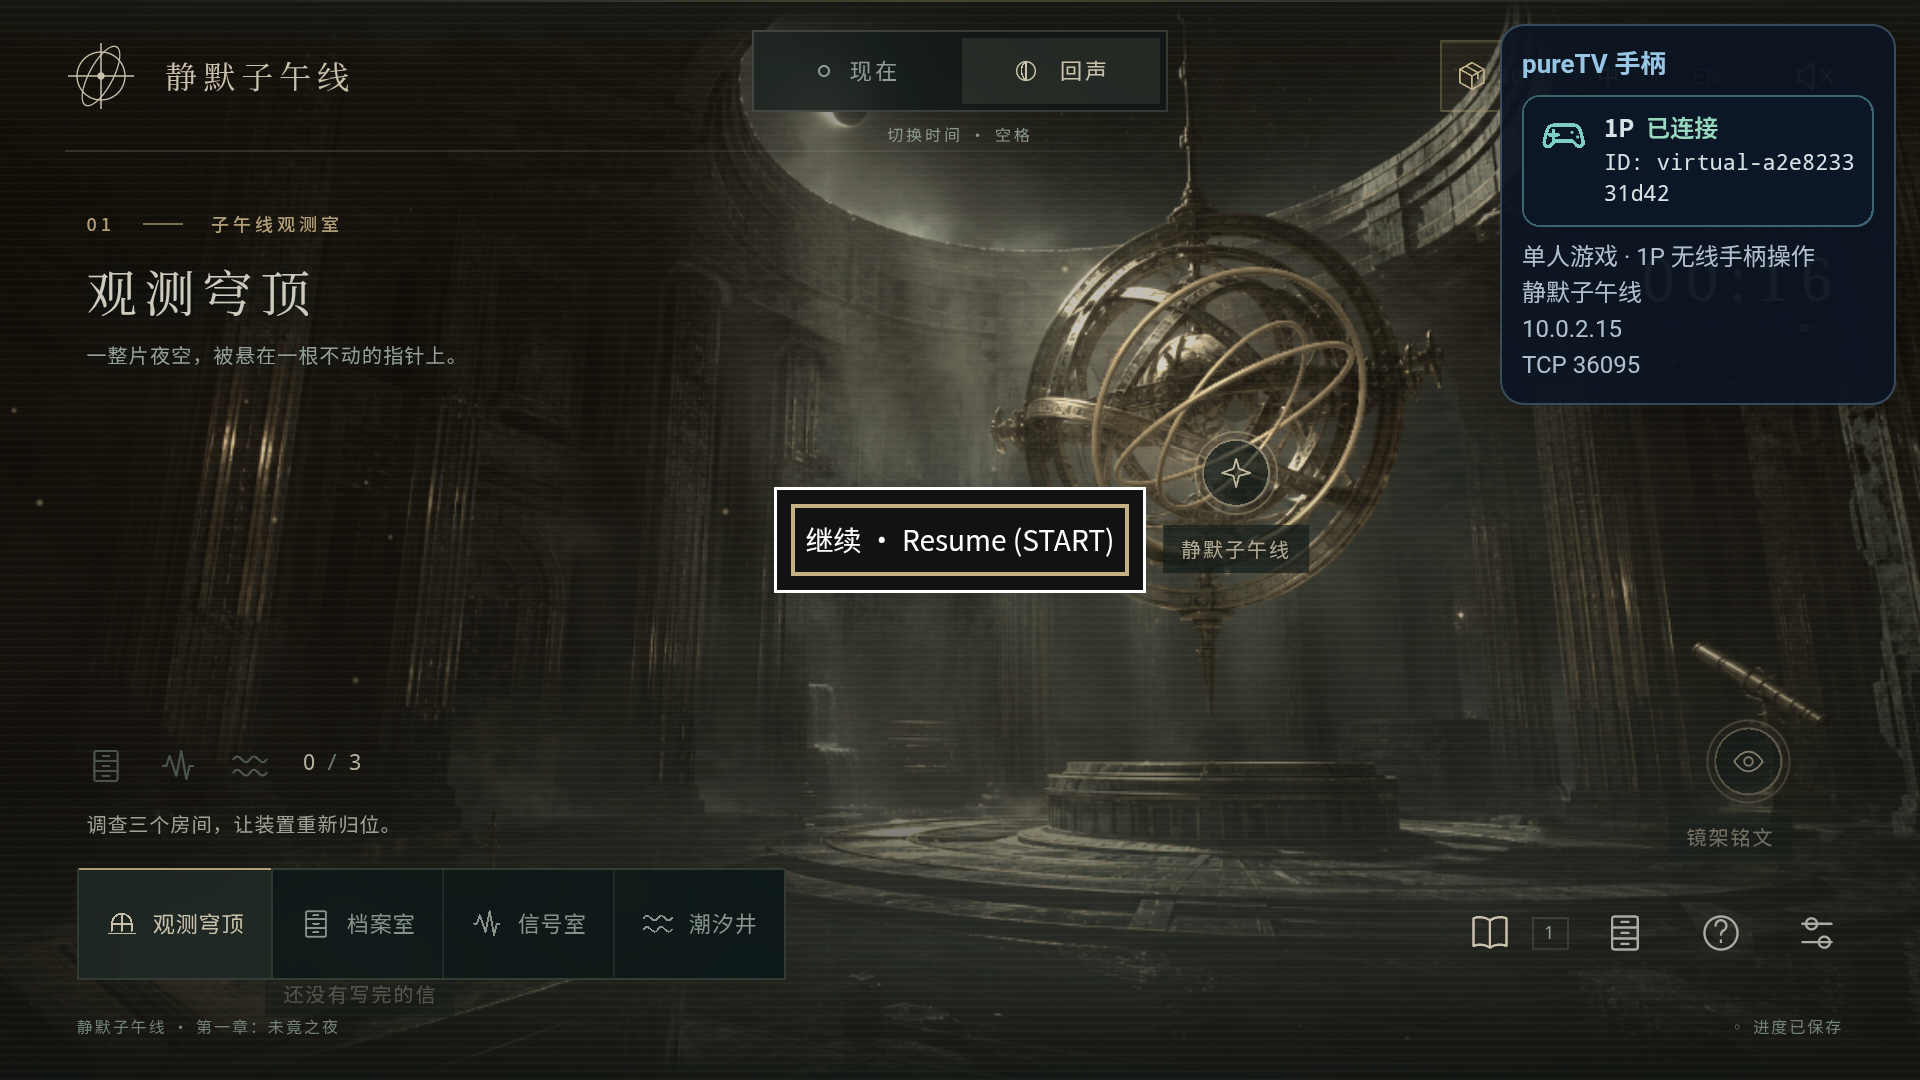 静默子午线
现在
回声
切换时间 · 空格
EN
pureTV 手柄
1P 已连接
ID: virtual-a2e8233
31d42
单人游戏 · 1P 无线手柄操作
静默子午线
00:16
10.0.2.15
TCP 36095
01 — 子午线观测室
观测穹顶
一整片夜空，被悬在一根不动的指针上。
继续 · Resume (START)
静默子午线
0 / 3
调查三个房间，让装置重新归位。
镜架铭文
观测穹顶
档案室
信号室
潮汐井
1
还没有写完的信
静默子午线 · 第一章：未竟之夜
进度已保存